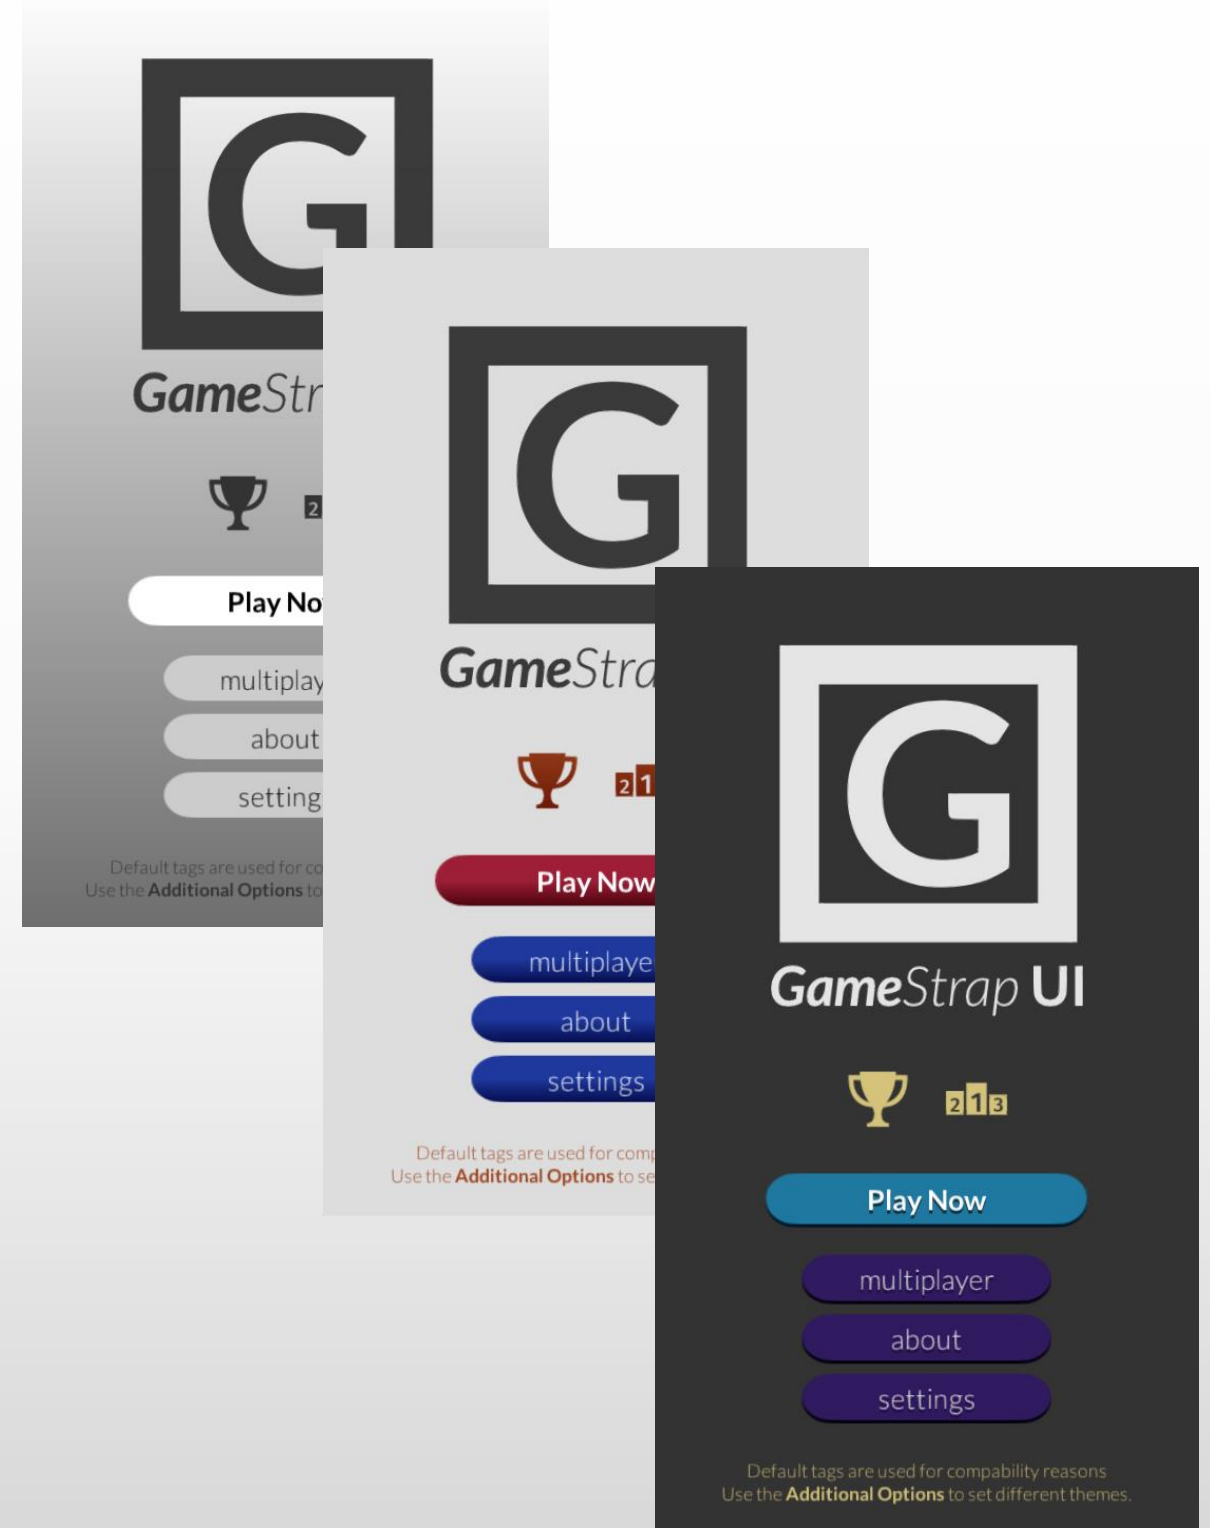 G
GameStr
2
Play No
multiplay
about
setting
Default tags are used for co
Use the Additional Options to
G
GameStra
2 1
Play Now
multiplaye
about
settings
Default tags are used for comp
Use the Additional Options to se
G
GameStrap UI
2 1 3
Play Now
multiplayer
about
settings
Default tags are used for compability reasons
Use the Additional Options to set different themes.